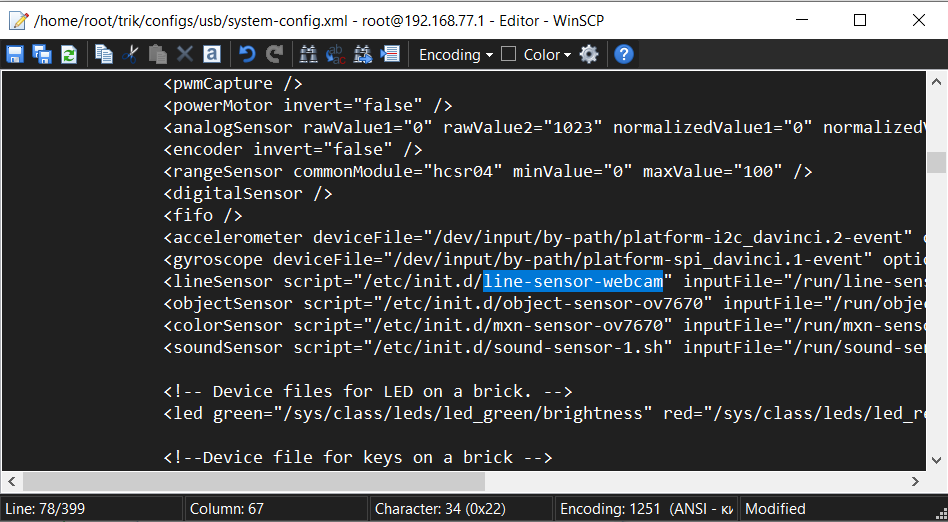 /home/root/trik/configs/usb/system-config.xml - root@192.168.77.1 - Editor - WinSCP
Encoding Color
<pwmCapture />
<powerMotor invert="false" />
<analogSensor rawValue1="0" rawValue2="1023" normalizedValue1="0" normalizedV
<encoder invert="false" />
<rangeSensor commonModule="hcsr04" minValue="0" maxValue="100" />
<digitalSensor />
<fifo />
<accelerometer deviceFile="/dev/input/by-path/platform-i2c_davinci.2-event" o
<gyroscope deviceFile="/dev/input/by-path/platform-spi_davinci.1-event" optio
<lineSensor script="/etc/init.d/line-sensor-webcam" inputFile="/run/line-sens
<objectSensor script="/etc/init.d/object-sensor-ov7670" inputFile="/run/objec
<colorSensor script="/etc/init.d/mxn-sensor-ov7670" inputFile="/run/mxn-senso
<soundSensor script="/etc/init.d/sound-sensor-1.sh" inputFile="/run/sound-sen
<!-- Device files for LED on a brick. -->
<led green="/sys/class/leds/led_green/brightness" red="/sys/class/leds/led_re
<!--Device file for keys on a brick -->
Line: 78/399 Column: 67 Character: 34 (0x22) Encoding: 1251 (ANSI - ки Modified